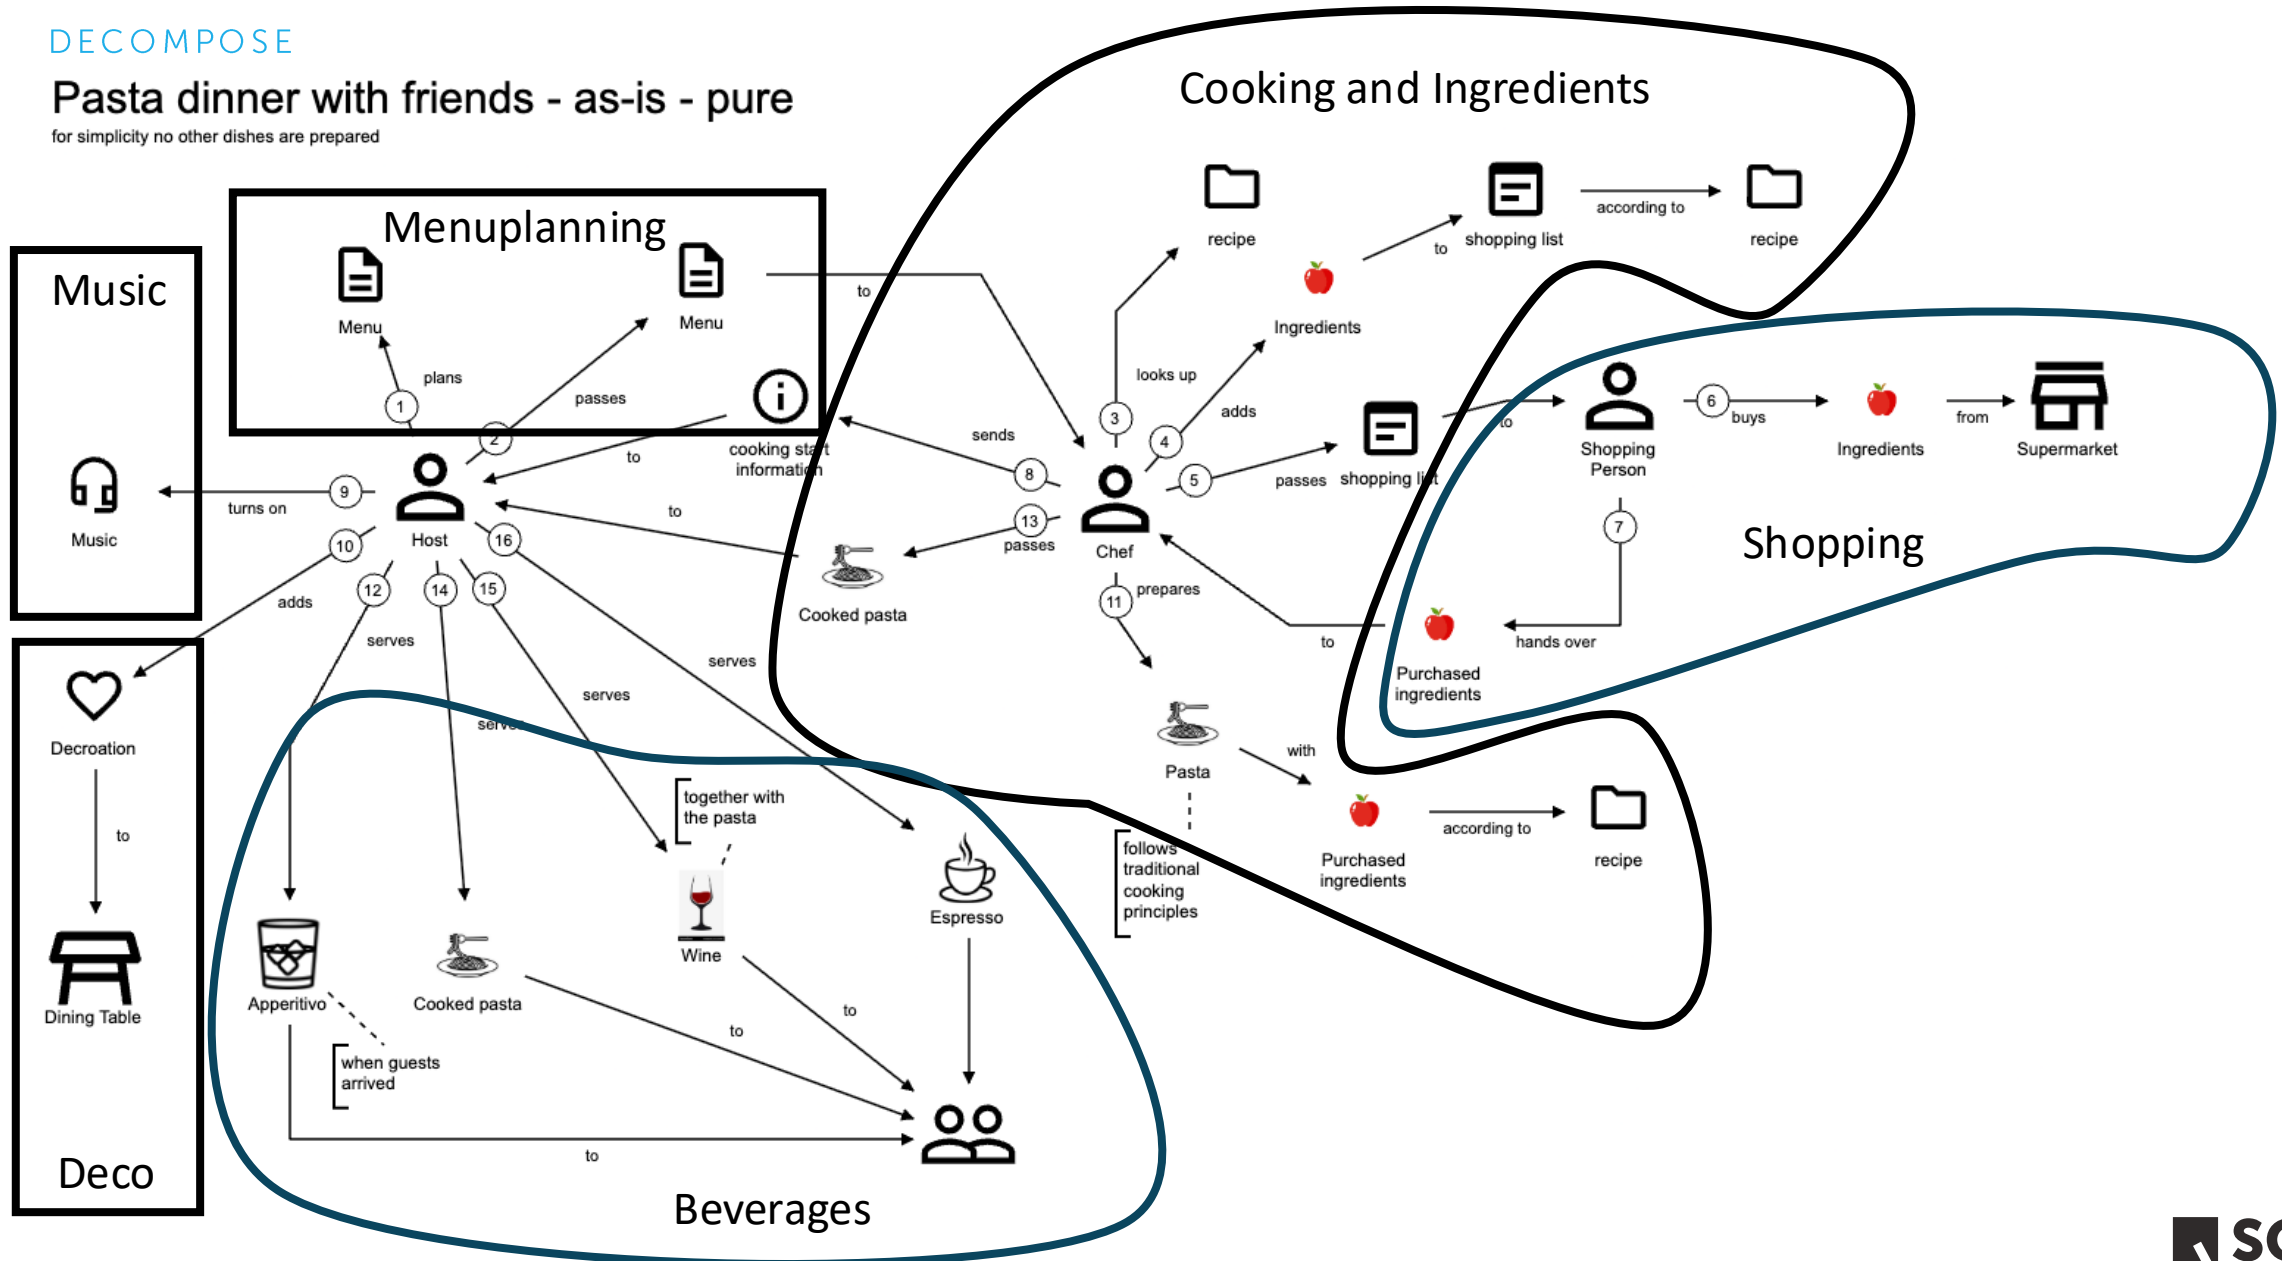 DECOMPOSE
Pasta dinner with friends - as-is - pure
for simplicity no other dishes are prepared
Cooking and Ingredients
recipe
to
shopping list
according to
recipe
Ingredients
looks up
3
4
adds
5
passes
shopping list
to
Menuplanning
Menu
Menu
to
plans
1
passes
2
cooking start
information
to
sends
8
Music
Music
turns on
9
Host
10
adds
12
14
15
16
to
13
passes
Chef
Cooked pasta
11
prepares
Shopping
Person
6
buys
Ingredients
from
Supermarket
7
Shopping
hands over
Purchased
ingredients
to
Decroation
to
Dining Table
Deco
serves
serves
serves
serves
together with
the pasta
Apperitivo
when guests
arrived
Cooked pasta
Wine
Espresso
to
to
to
Beverages
Pasta
with
follows
traditional
cooking
principles
Purchased
ingredients
according to
recipe